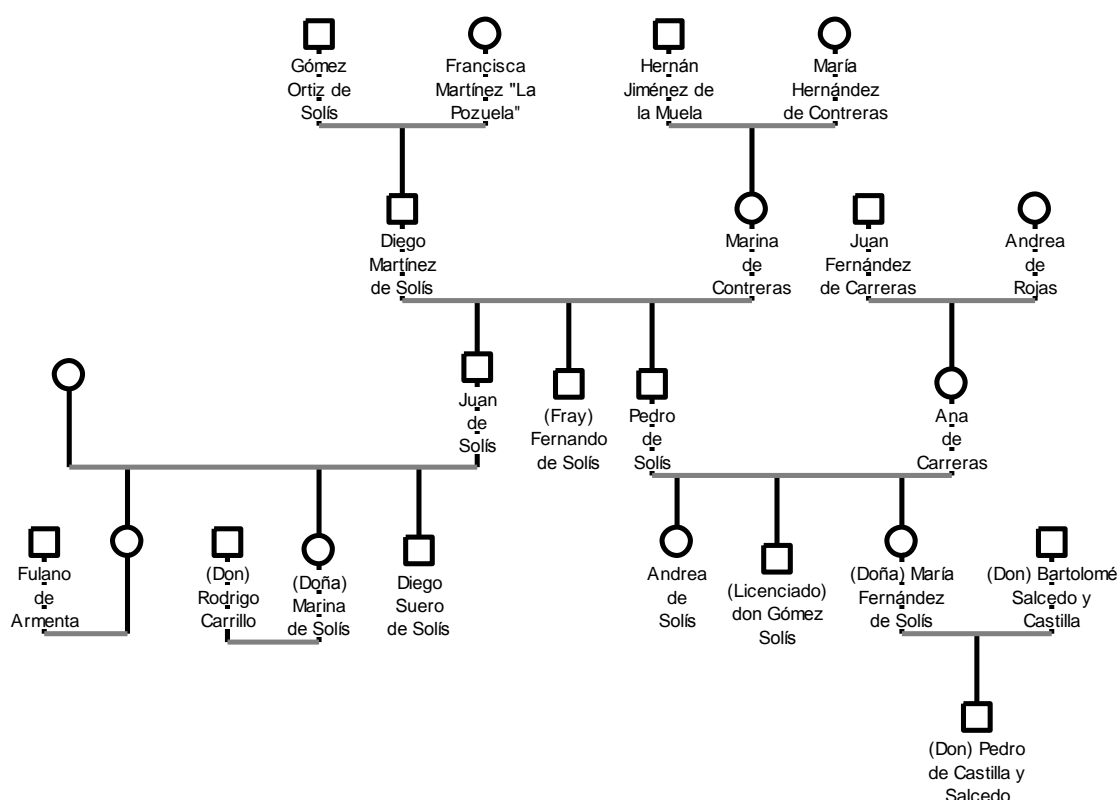 Gómez
Ortiz de
Solís
Francisca
Martínez "La
Pozuela"
Hernán
Jiménez de
la Muela
María
Hernández
de Contreras
Diego
Martínez
de Solís
Marina
de
Contreras
Juan
Fernández
de Carreras
Andrea
de
Rojas
Juan
de
Solís
(Fray)
Fernando
de Solís
Pedro
de
Solís
Ana
de
Carreras
Fulano
de
Armenta
(Don)
Rodrigo
Carrillo
(Doña)
Marina
de Solís
Diego
Suero
de Solís
Andrea
de
Solís
(Licenciado)
don Gómez
Solís
(Doña) María
Fernández
de Solís
(Don) Bartolomé
Salcedo y
Castilla
(Don) Pedro
de Castilla y
Salcedo